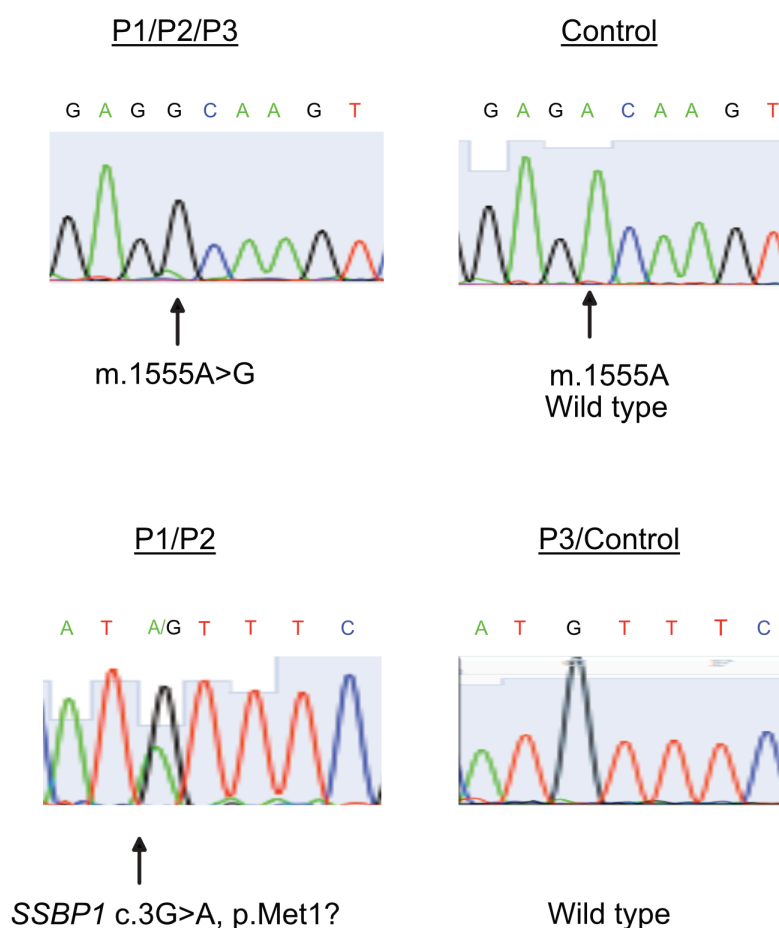 P1/P2/P3
Control
G A G G C A A G T
G A G A C A A G T
m.1555A>G
m.1555A
Wild type
P1/P2
P3/Control
A T A/G T T T C
A T G T T T C
SSBP1 c.3G>A, p.Met1?
Wild type